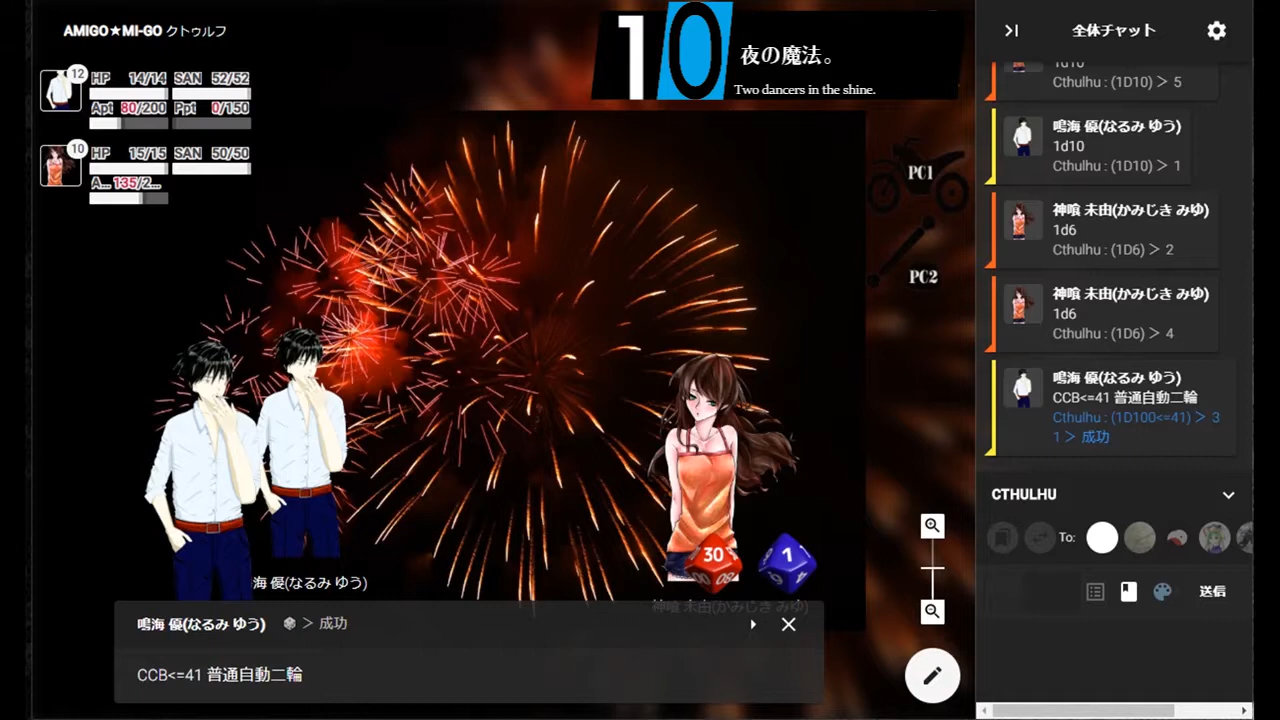 AMIGO★MI-GO クトゥルフ
12
HP 14/14 SAN 52/52
Apt 80/200 Ppt 0/150
10
HP 15/15 SAN 50/50
A... 135/2...
10
夜の魔法。
Two dancers in the shine.
PC1
PC2
海 優(なるみ ゆう)
神喰 未由(かみじき みゆ)
30
1
鳴海 優(なるみ ゆう) > 成功
CCB<=41 普通自動二輪
全体チャット
1d10
Cthulhu : (1D10) > 5
鳴海 優(なるみ ゆう)
1d10
Cthulhu : (1D10) > 1
神喰 未由(かみじき みゆ)
1d6
Cthulhu : (1D6) > 2
神喰 未由(かみじき みゆ)
1d6
Cthulhu : (1D6) > 4
鳴海 優(なるみ ゆう)
CCB<=41 普通自動二輪
Cthulhu : (1D100<=41) > 3
1 > 成功
CTHULHU
To:
送信